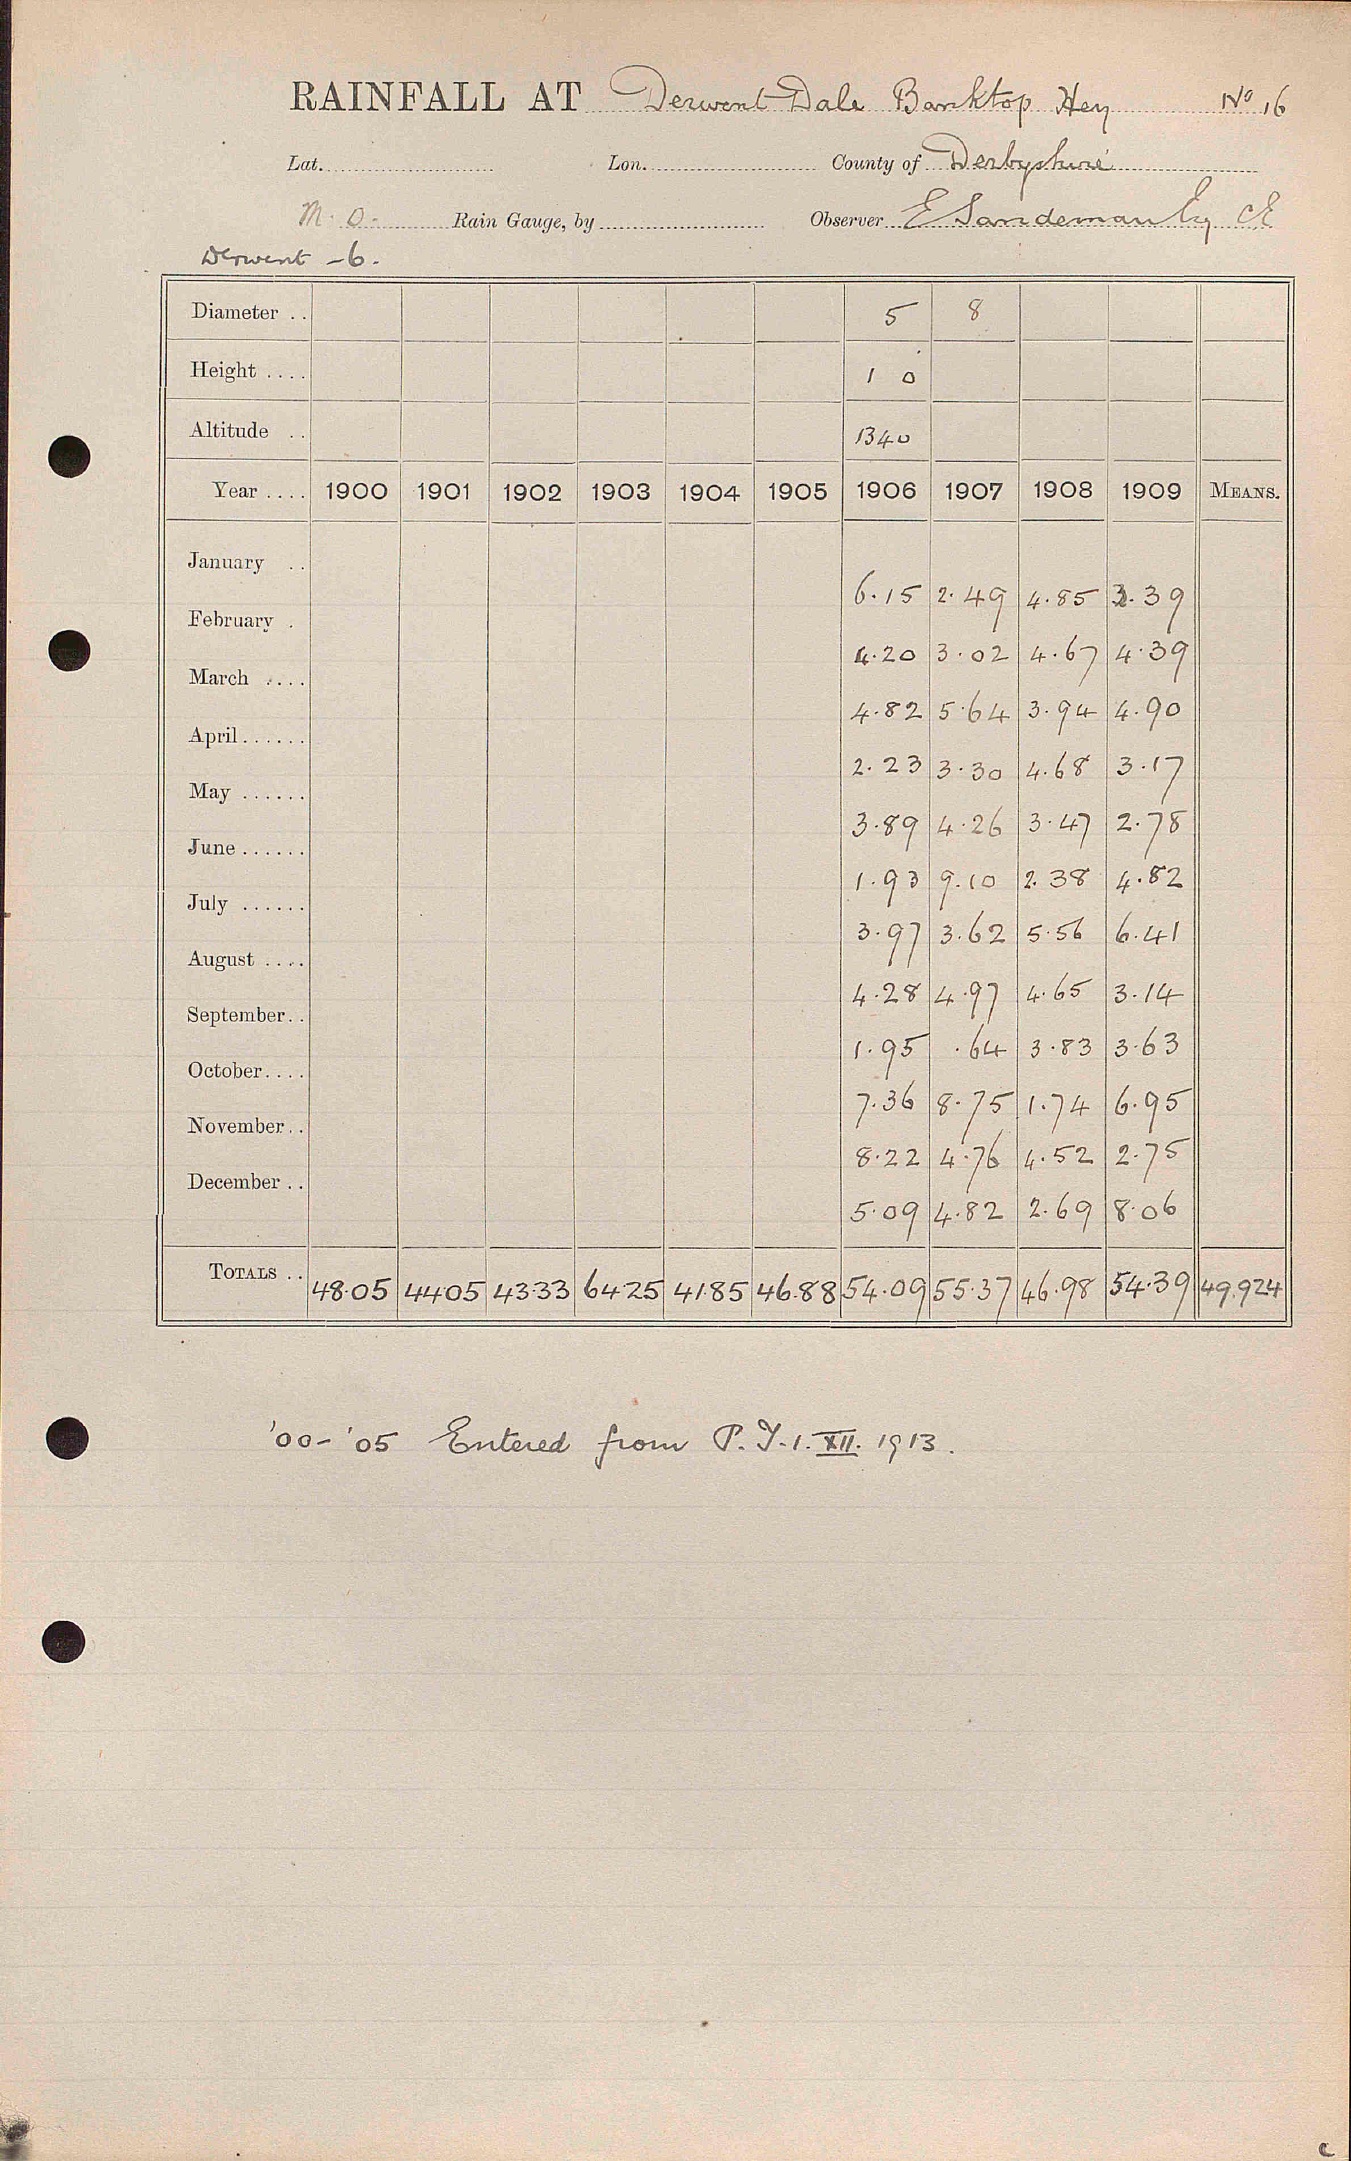 RAINFALL AT Derwent Dale Banktop Hey No 16
Lat. Lon. County of Derbyshire
M. O. Rain Gauge, by Observer E Sandeman Esq CE
Derwent -6.
Diameter .. 5 8
Height .... 1 0
Altitude .. 1340
Year .... 1900 1901 1902 1903 1904 1905 1906 1907 1908 1909 MEANS.
January .. 6.15 2.49 4.85 3.39
February . 4.20 3.02 4.67 4.39
March .... 4.82 5.64 3.94 4.90
April...... 2.23 3.30 4.68 3.17
May ...... 3.89 4.26 3.47 2.78
June...... 1.93 9.10 2.38 4.82
July ...... 3.97 3.62 5.56 6.41
August .... 4.28 4.97 4.65 3.14
September.. 1.95 .64 3.83 3.63
October.... 7.36 8.75 1.74 6.95
November.. 8.22 4.76 4.52 2.75
December .. 5.09 4.82 2.69 8.06
TOTALS .. 48.05 44.05 43.33 64.25 41.85 46.88 54.09 55.37 46.98 54.39 49.924
'00-'05 Entered from P.T. 1.XII.1913.
c